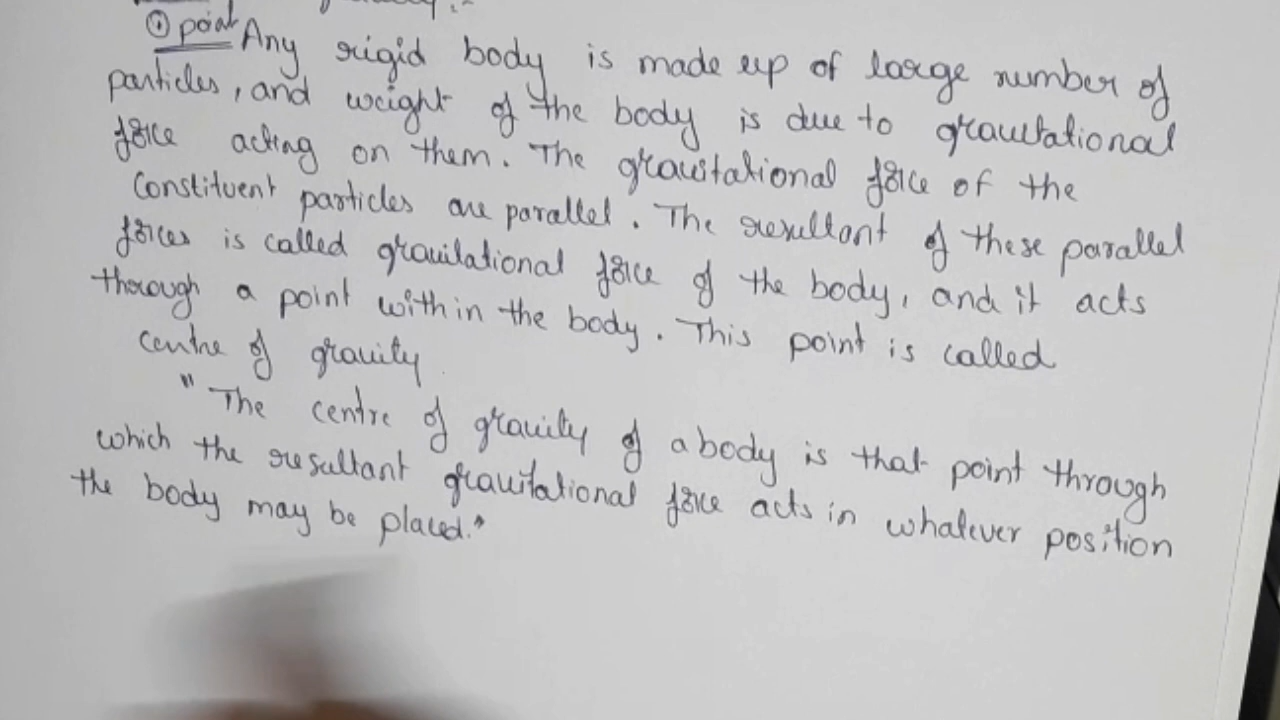 ① point Any rigid body is made up of large number of
particles, and weight of the body is due to gravitational
force acting on them. The gravitational force of the
Constituent particles are parallel. The resultant of these parallel
forces is called gravitational force of the body, and it acts
through a point within the body. This point is called
centre of gravity.
"The centre of gravity of a body is that point through
which the resultant gravitational force acts in whatever position
the body may be placed."